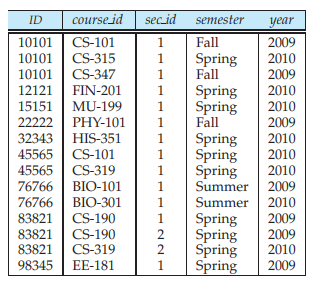 ID course_id sec_id semester year
10101 CS-101 1 Fall 2009
10101 CS-315 1 Spring 2010
10101 CS-347 1 Fall 2009
12121 FIN-201 1 Spring 2010
15151 MU-199 1 Spring 2010
22222 PHY-101 1 Fall 2009
32343 HIS-351 1 Spring 2010
45565 CS-101 1 Spring 2010
45565 CS-319 1 Spring 2010
76766 BIO-101 1 Summer 2009
76766 BIO-301 1 Summer 2010
83821 CS-190 1 Spring 2009
83821 CS-190 2 Spring 2009
83821 CS-319 2 Spring 2010
98345 EE-181 1 Spring 2009